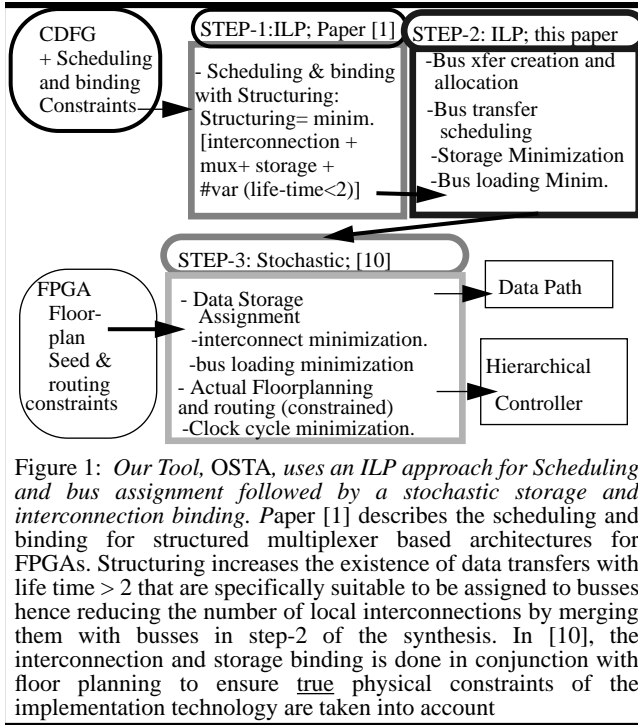 CDFG
+ Scheduling
and binding
Constraints
STEP-1:ILP; Paper [1]
- Scheduling & binding
with Structuring:
Structuring= minim.
[interconnection +
mux+ storage +
#var (life-time<2)]
STEP-2: ILP; this paper
-Bus xfer creation and
allocation
-Bus transfer
scheduling
-Storage Minimization
-Bus loading Minim.
STEP-3: Stochastic; [10]
FPGA
Floor-
plan
Seed &
routing
constraints
- Data Storage
Assignment
-interconnect minimization.
-bus loading minimization
- Actual Floorplanning
and routing (constrained)
-Clock cycle minimization.
Data Path
Hierarchical
Controller
Figure 1: Our Tool, OSTA, uses an ILP approach for Scheduling
and bus assignment followed by a stochastic storage and
interconnection binding. Paper [1] describes the scheduling and
binding for structured multiplexer based architectures for
FPGAs. Structuring increases the existence of data transfers with
life time > 2 that are specifically suitable to be assigned to busses
hence reducing the number of local interconnections by merging
them with busses in step-2 of the synthesis. In [10], the
interconnection and storage binding is done in conjunction with
floor planning to ensure true physical constraints of the
implementation technology are taken into account